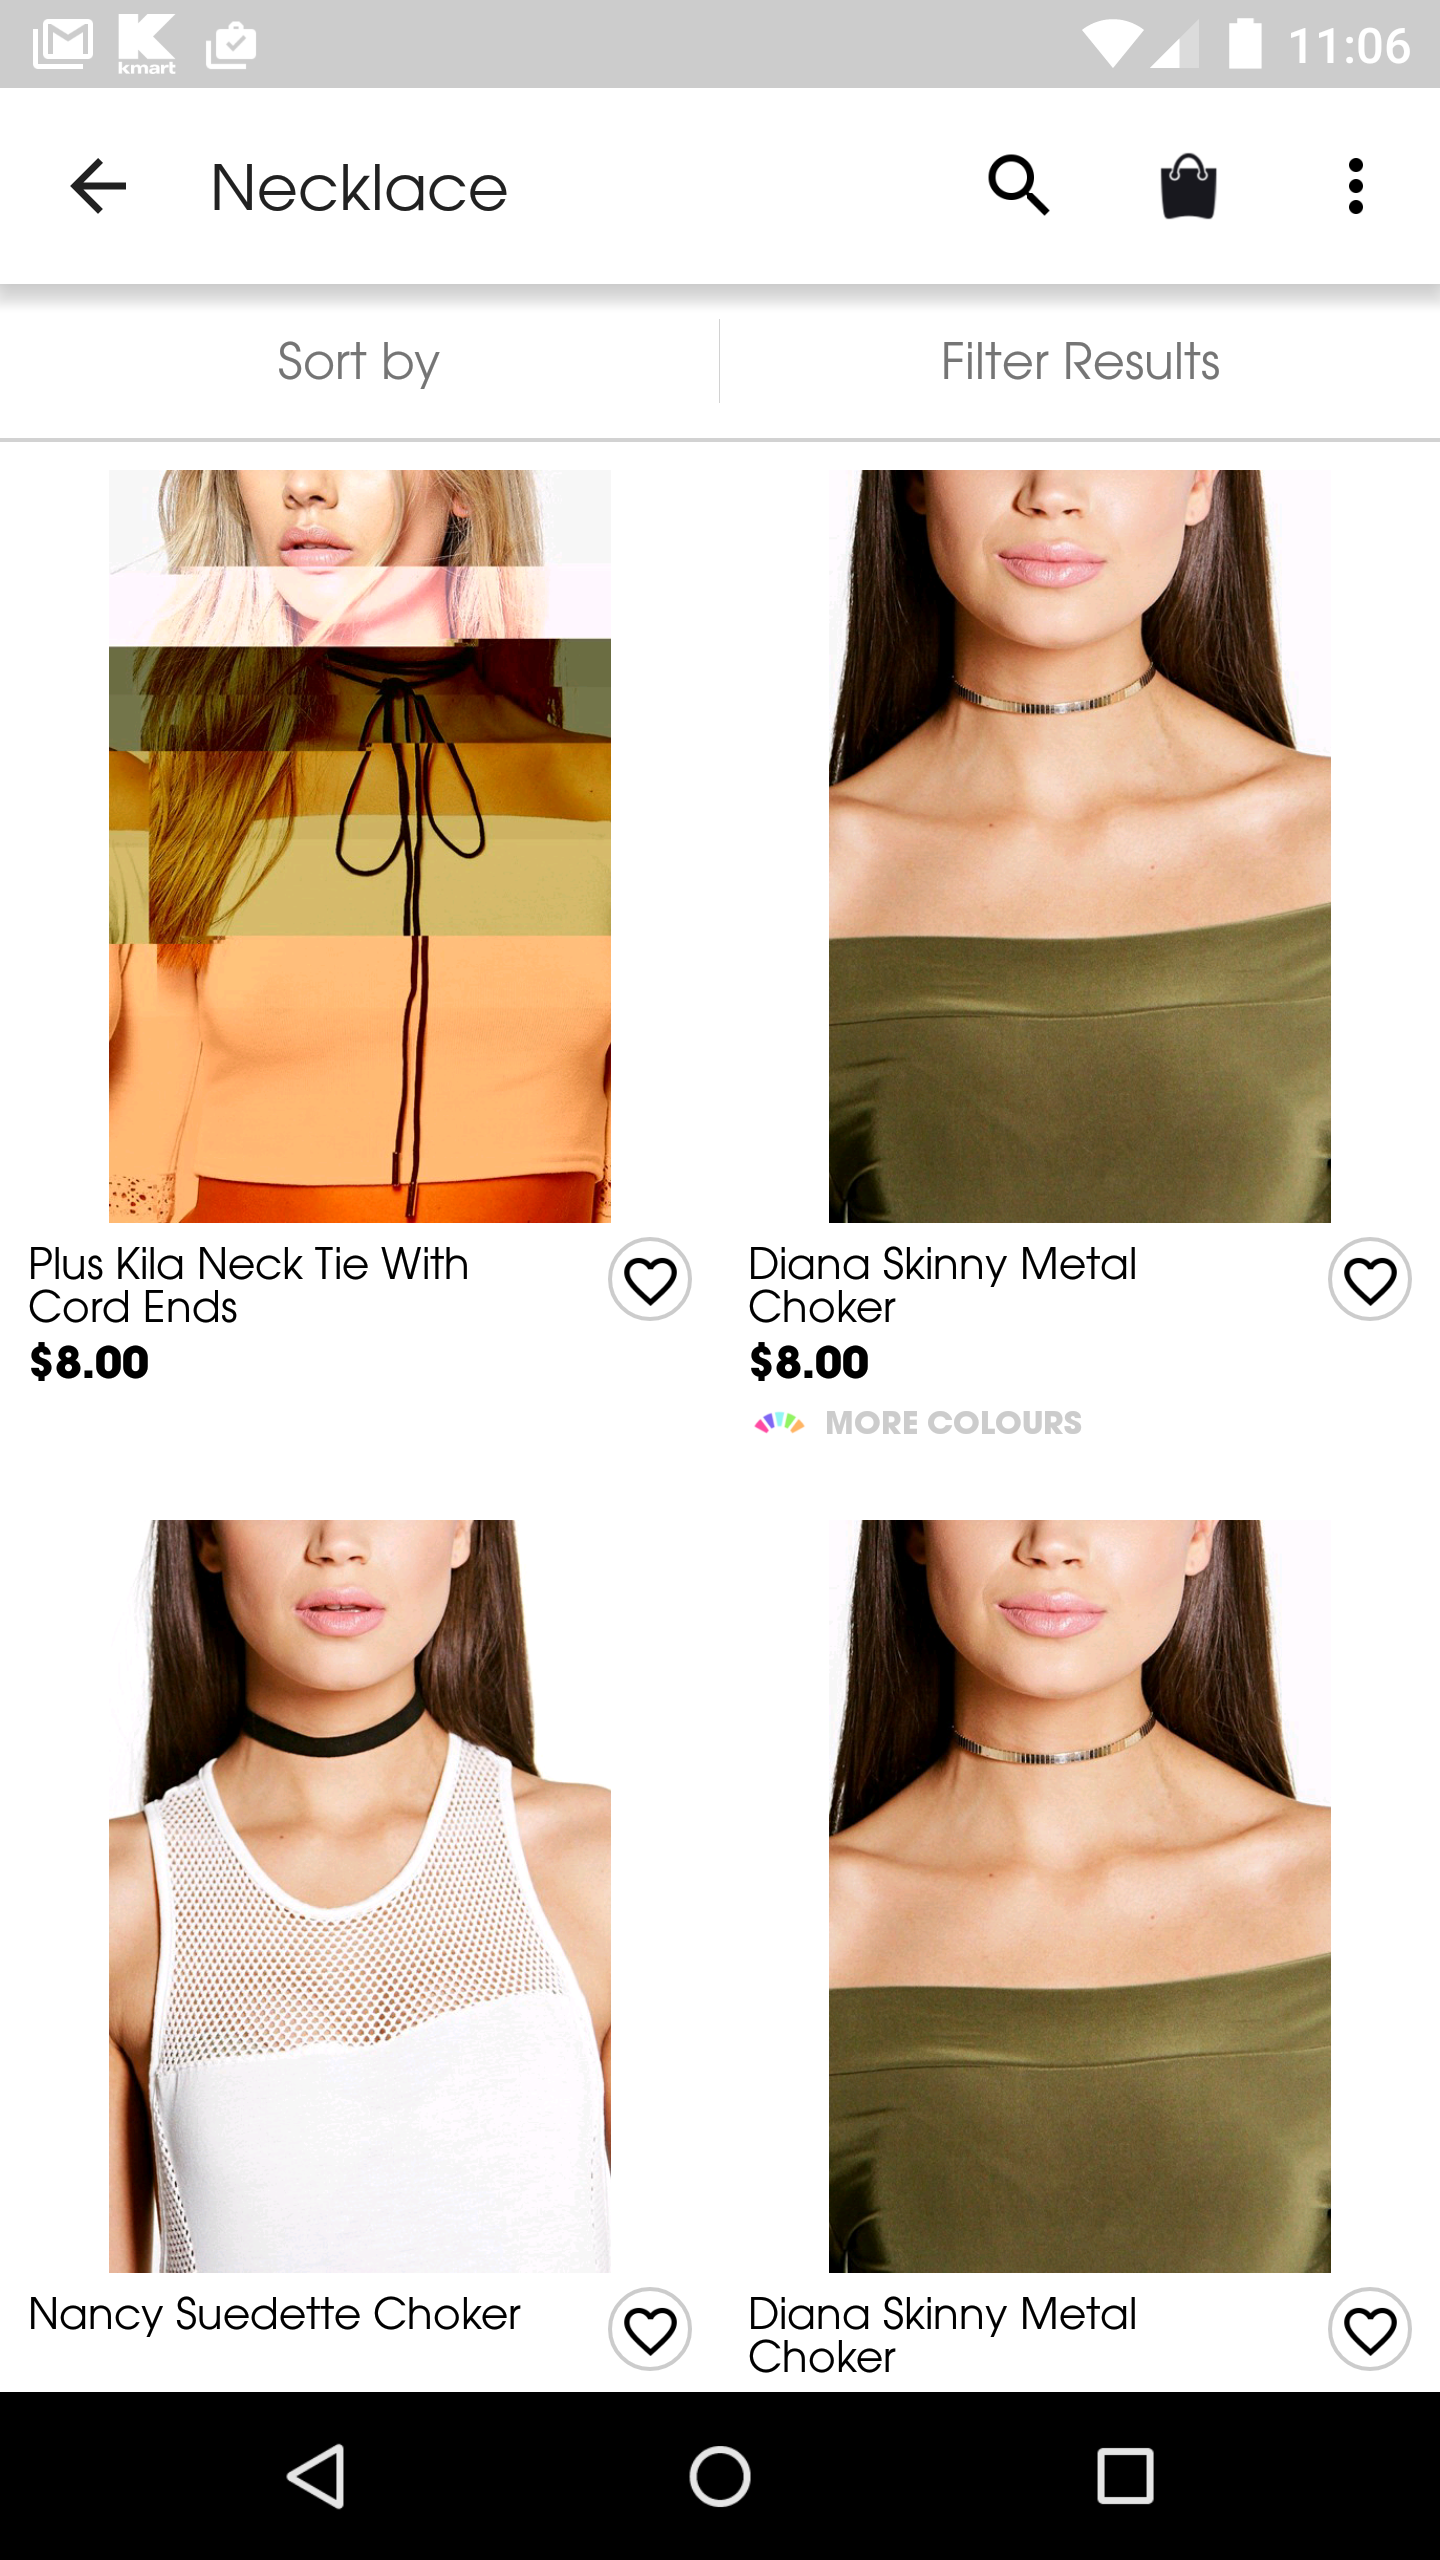 kmart
11:06
Necklace
Sort by
Filter Results
Plus Kila Neck Tie With
Cord Ends
$8.00
Diana Skinny Metal
Choker
$8.00
MORE COLOURS
Nancy Suedette Choker
Diana Skinny Metal
Choker